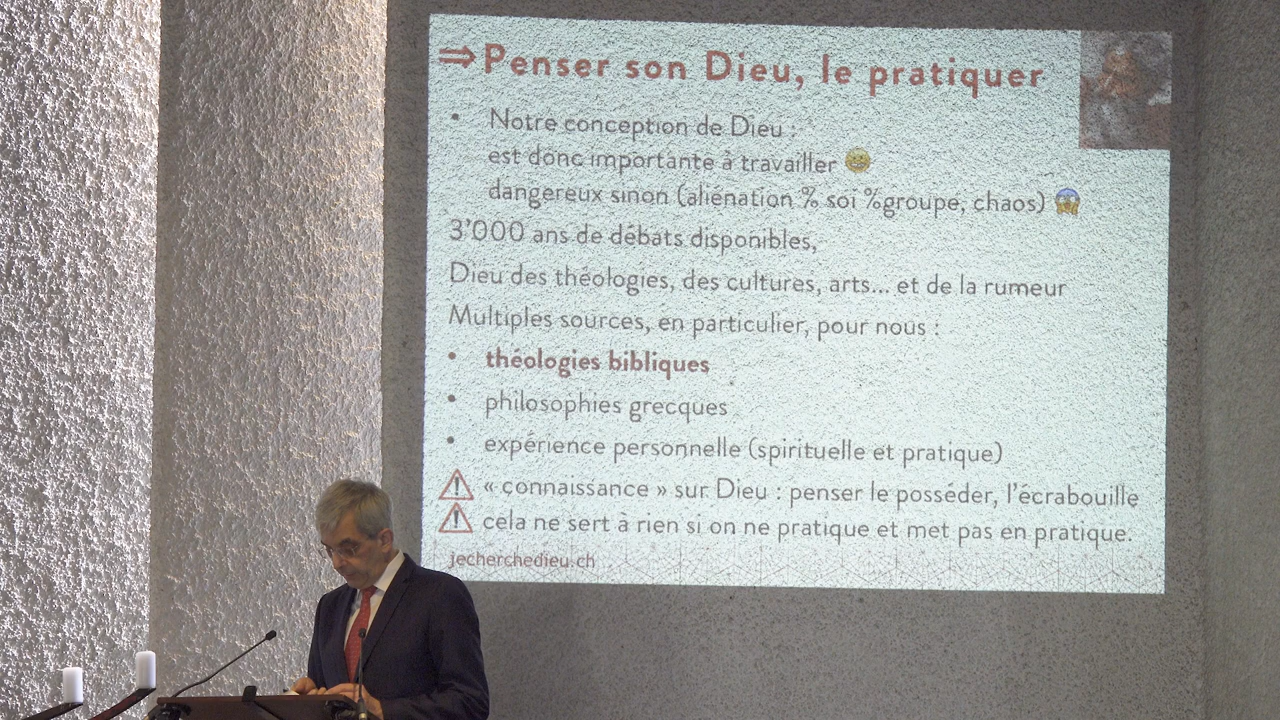 ⇒ Penser son Dieu, le pratiquer
• Notre conception de Dieu :
est donc importante à travailler 😀
dangereux sinon (aliénation % soi %groupe, chaos) 😱
3’000 ans de débats disponibles,
Dieu des théologies, des cultures, arts... et de la rumeur
Multiples sources, en particulier, pour nous :
• théologies bibliques
• philosophies grecques
• expérience personnelle (spirituelle et pratique)
⚠ « connaissance » sur Dieu : penser le posséder, l’écrabouille
⚠ cela ne sert à rien si on ne pratique et met pas en pratique.
jecherchedieu.ch